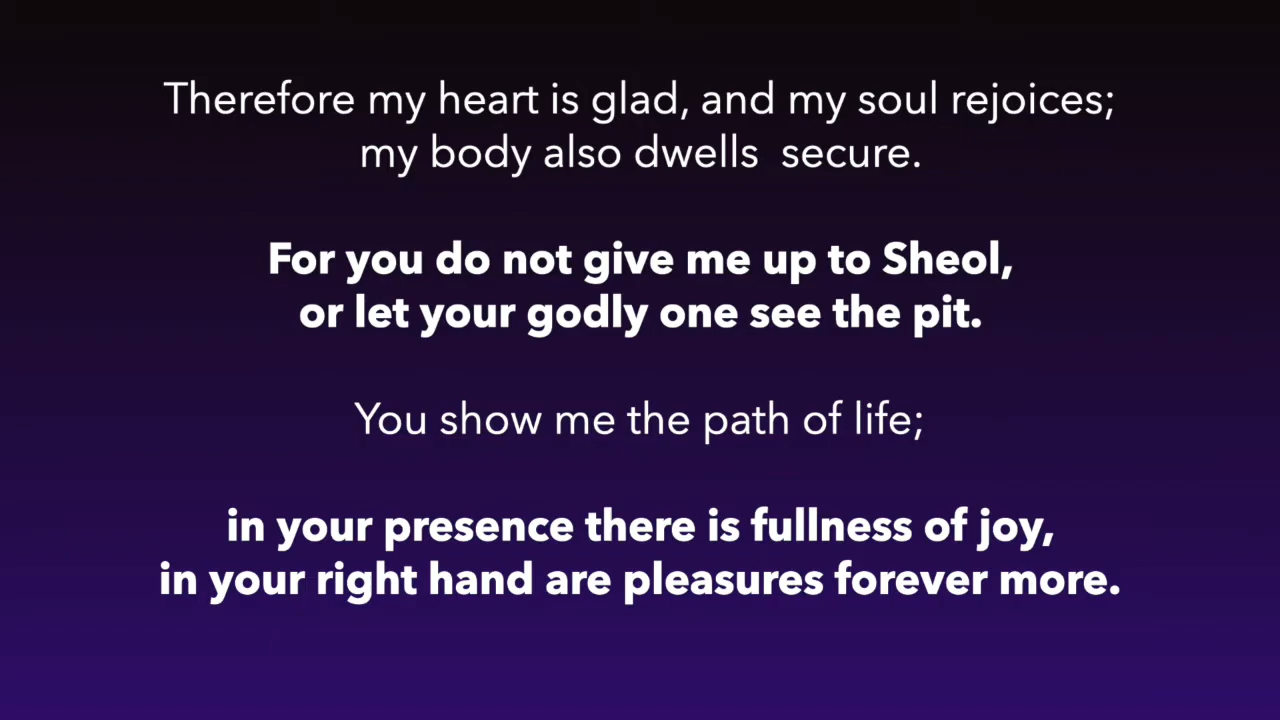 Therefore my heart is glad, and my soul rejoices;
my body also dwells  secure.
For you do not give me up to Sheol,
or let your godly one see the pit.
You show me the path of life;
in your presence there is fullness of joy,
in your right hand are pleasures forever more.